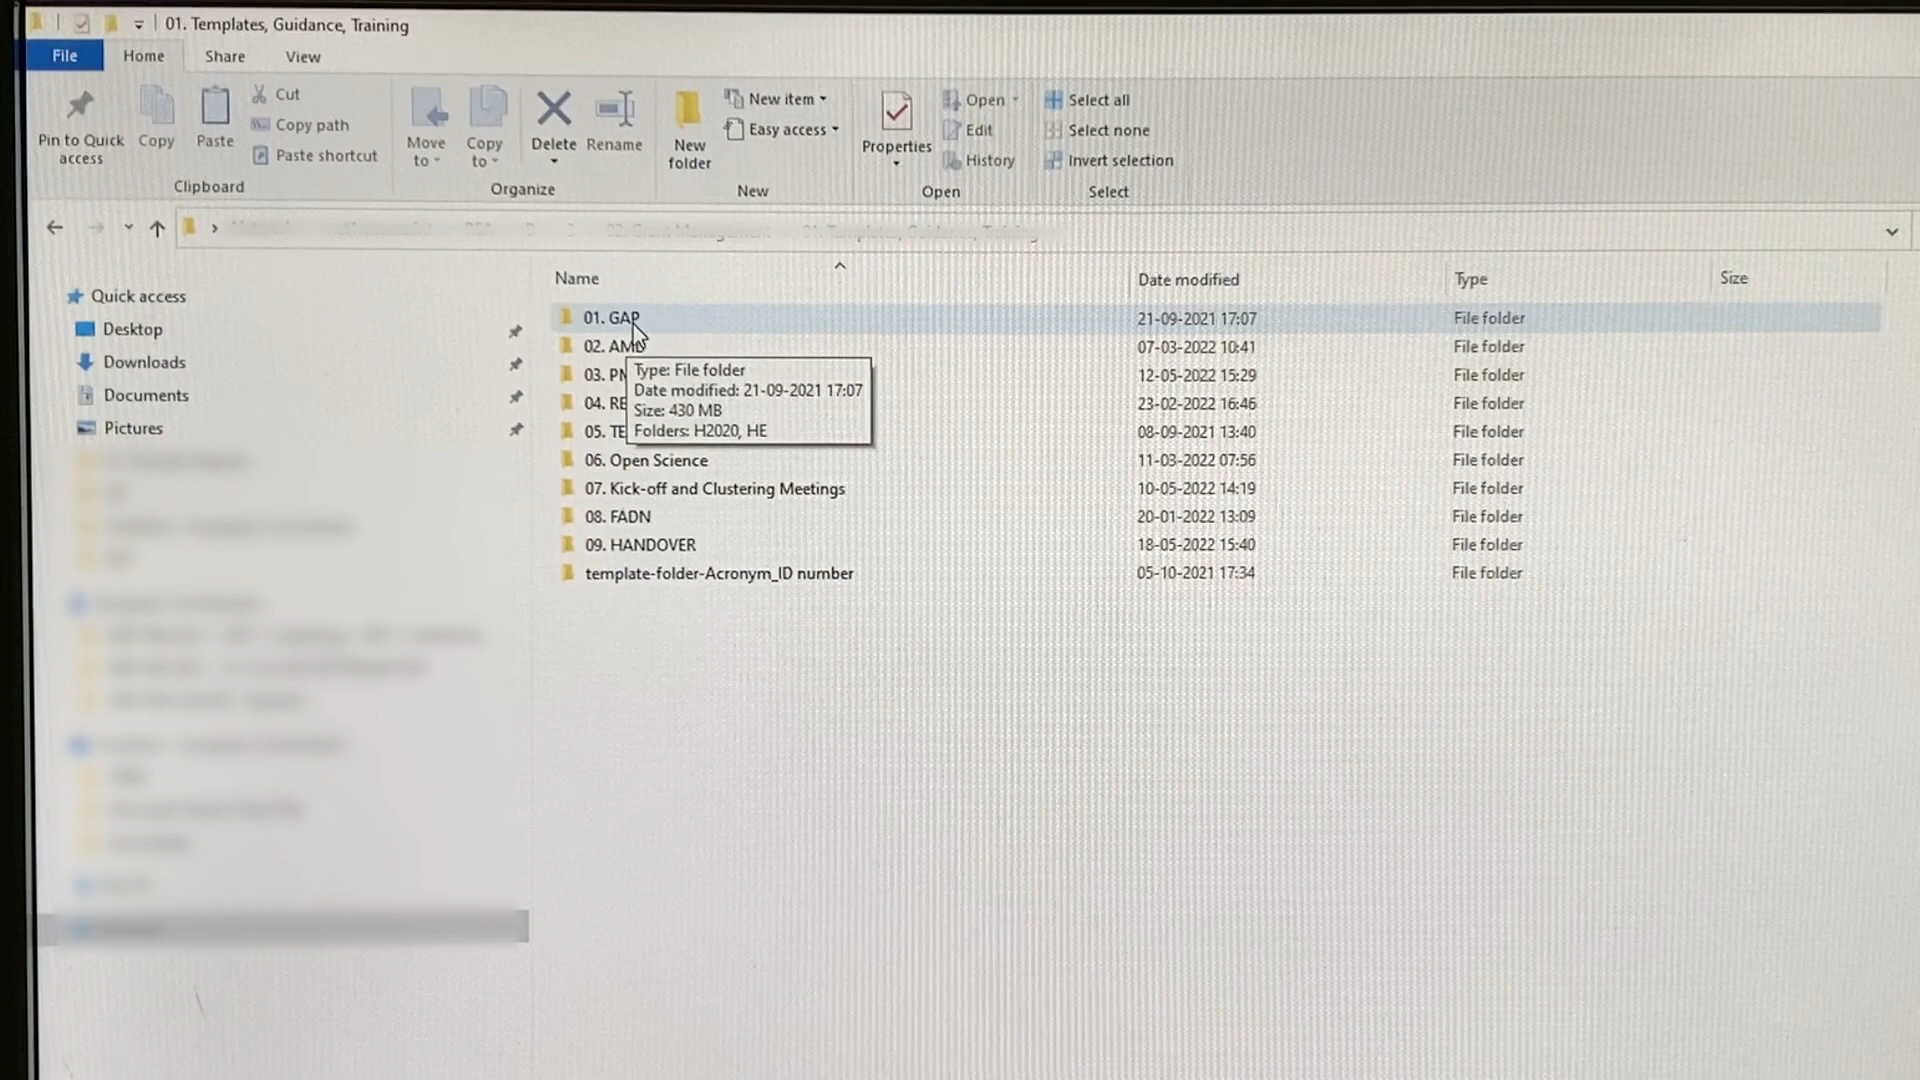 01. Templates, Guidance, Training
File Home Share View
Pin to Quick access
Copy
Paste
Cut
Copy path
Paste shortcut
Clipboard
Move to
Copy to
Delete
Rename
Organize
New folder
New item
Easy access
New
Properties
Open
Edit
History
Open
Select all
Select none
Invert selection
Select
Name Date modified Type Size
Quick access
Desktop
Downloads
Documents
Pictures
01. GAP 21-09-2021 17:07 File folder
02. AMD 07-03-2022 10:41 File folder
03. 12-05-2022 15:29 File folder
04. RE 23-02-2022 16:46 File folder
05. TE 08-09-2021 13:40 File folder
06. Open Science 11-03-2022 07:56 File folder
07. Kick-off and Clustering Meetings 10-05-2022 14:19 File folder
08. FADN 20-01-2022 13:09 File folder
09. HANDOVER 18-05-2022 15:40 File folder
template-folder-Acronym_ID number 05-10-2021 17:34 File folder
Type: File folder
Date modified: 21-09-2021 17:07
Size: 430 MB
Folders: H2020, HE